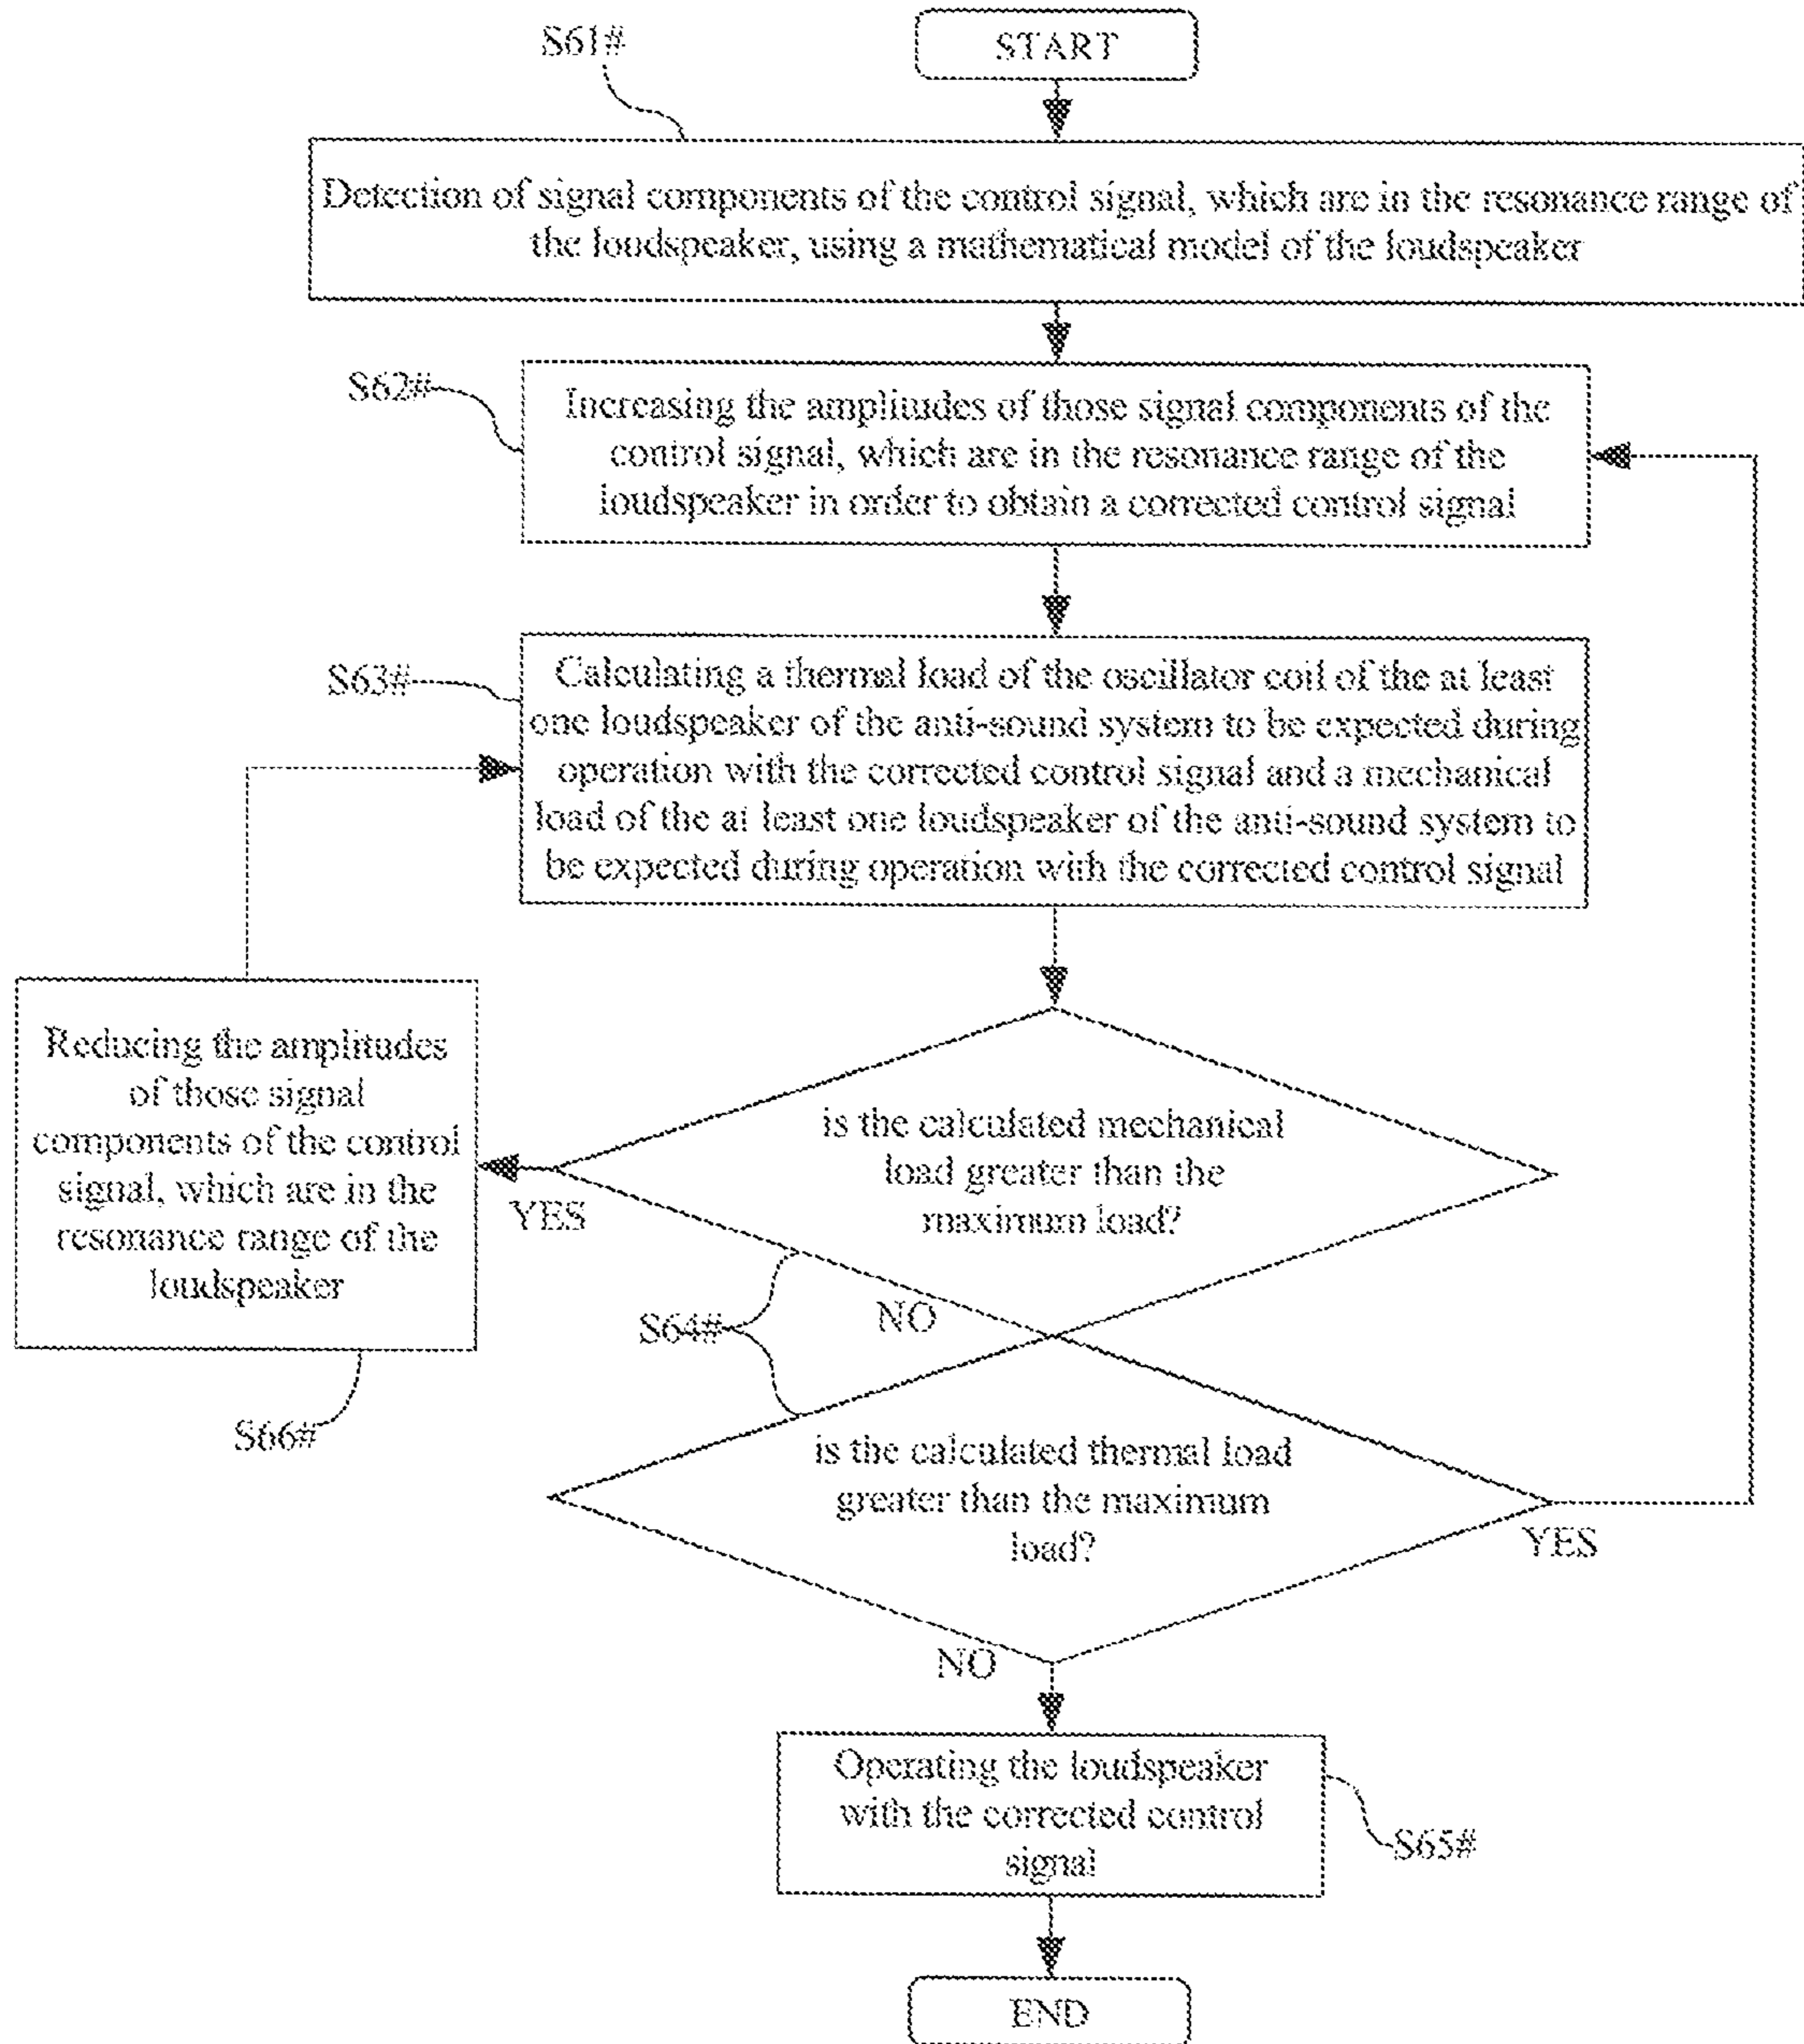 START
S61#
Detection of signal components of the control signal, which are in the resonance range of
the loudspeaker, using a mathematical model of the loudspeaker
S62#
Increasing the amplitudes of those signal components of the
control signal, which are in the resonance range of the
loudspeaker in order to obtain a corrected control signal
S63#
Calculating a thermal load of the oscillator coil of the at least
one loudspeaker of the anti-sound system to be expected during
operation with the corrected control signal and a mechanical
load of the at least one loudspeaker of the anti-sound system to
be expected during operation with the corrected control signal
Reducing the amplitudes
of those signal
components of the control
signal, which are in the
resonance range of the
loudspeaker
S66#
is the calculated mechanical
load greater than the
maximum load?
YES
NO
S64#
is the calculated thermal load
greater than the maximum
load?
YES
NO
Operating the loudspeaker
with the corrected control
signal
S65#
END